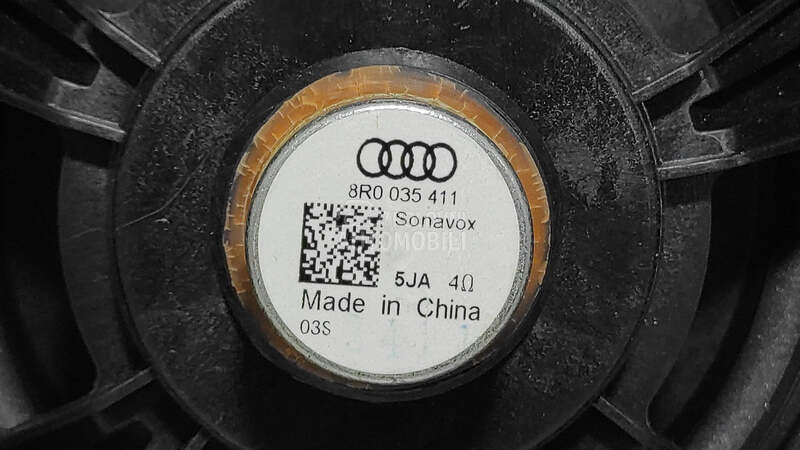 8R0 035 411
Sonavox
5JA 4Ω
Made in China
03S